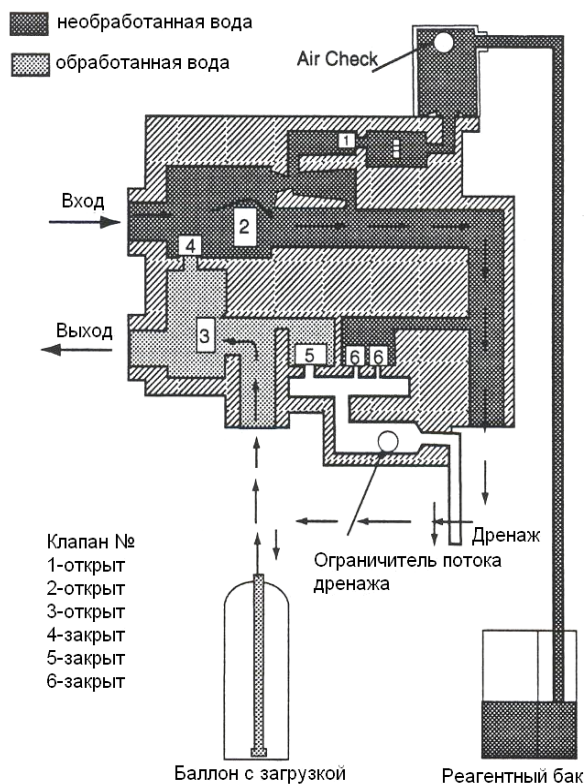 необработанная вода
обработанная вода
Air Check
1
Вход
2
4
Выход
3
5
6
6
Дренаж
Ограничитель потока
дренажа
Клапан №
1-открыт
2-открыт
3-открыт
4-закрыт
5-закрыт
6-закрыт
Баллон с загрузкой
Реагентный бак